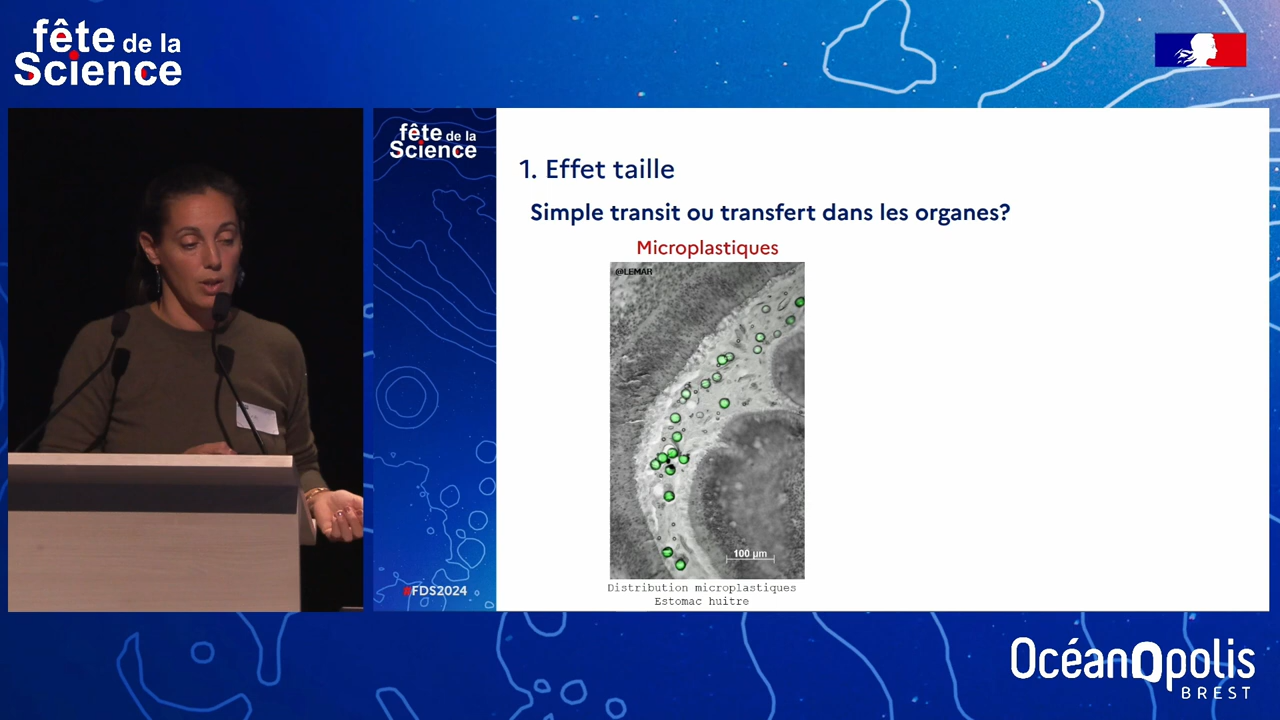 fête de la
Science
fête de la
Science
1. Effet taille
Simple transit ou transfert dans les organes?
Microplastiques
@LEMAR
100 µm
Distribution microplastiques
Estomac huitre
#FDS2024
OcéanOpolis
BREST